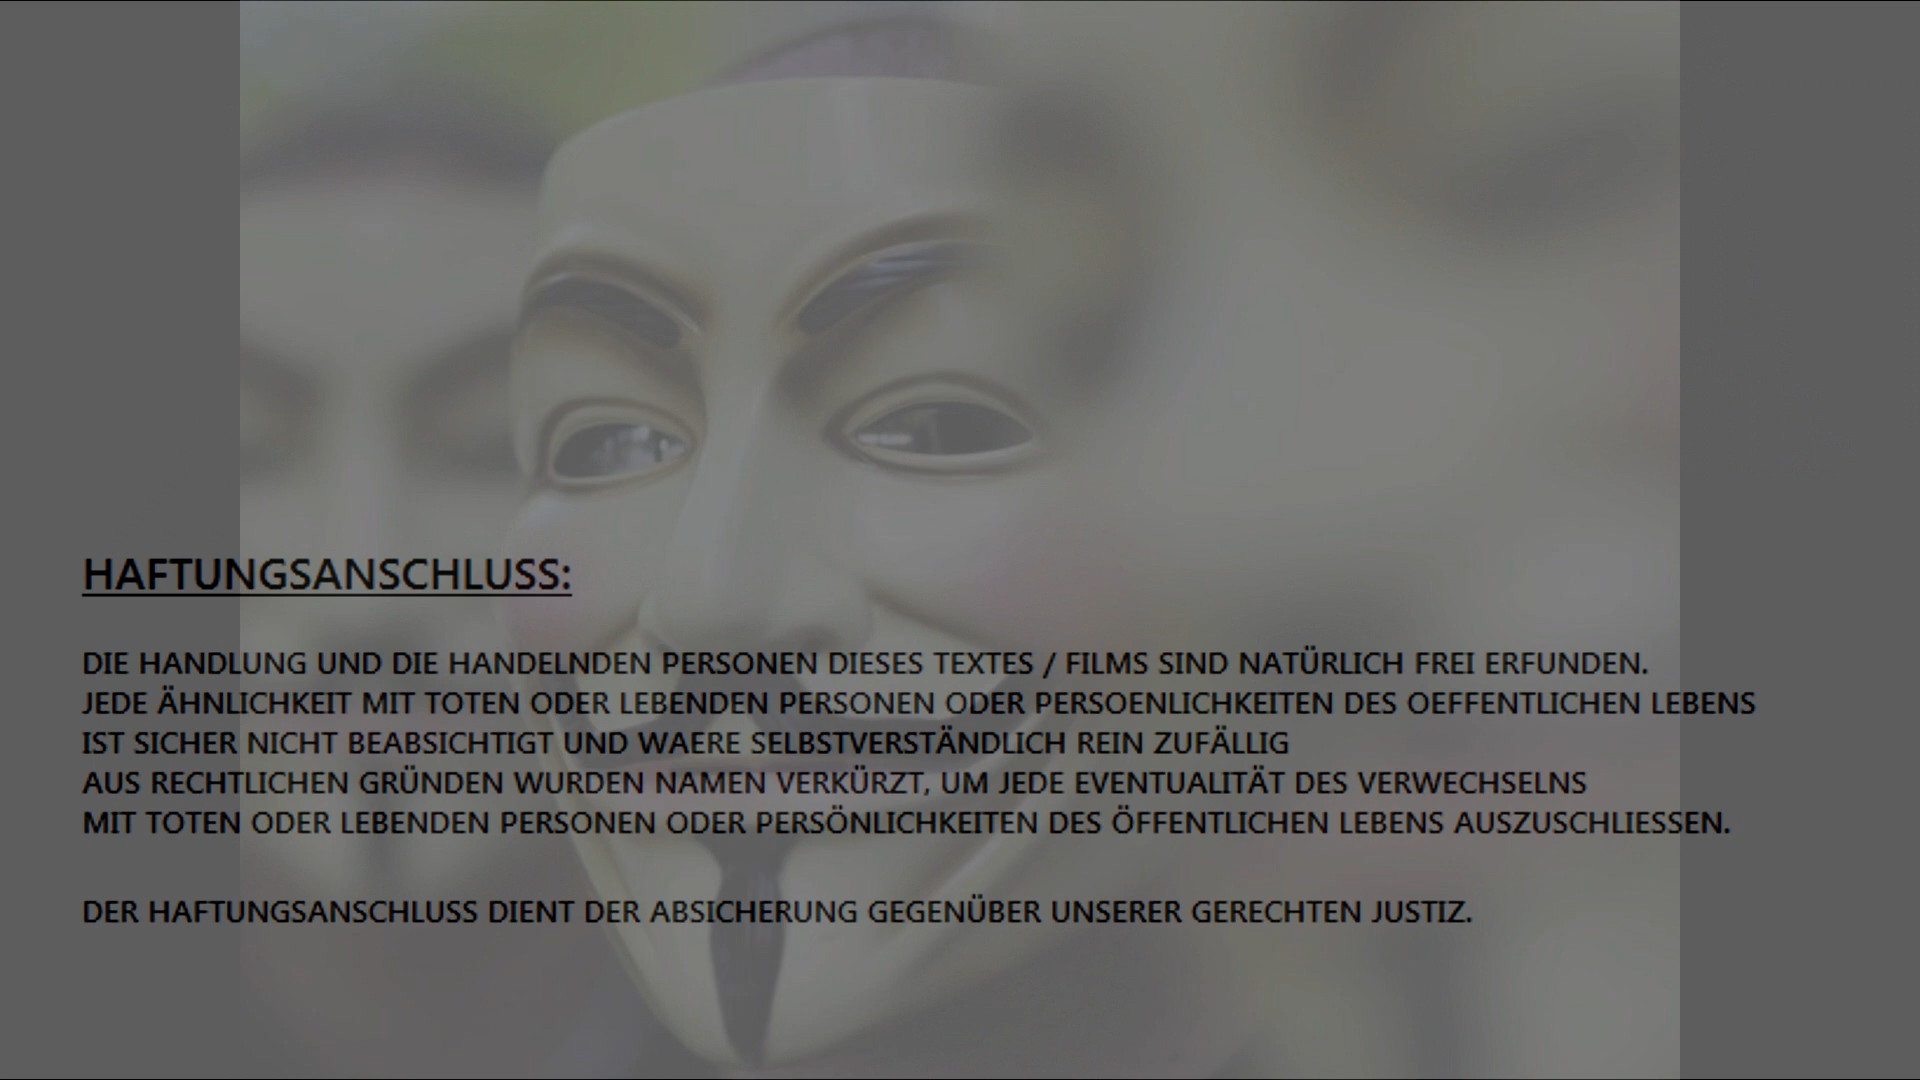 HAFTUNGSANSCHLUSS:
DIE HANDLUNG UND DIE HANDELNDEN PERSONEN DIESES TEXTES / FILMS SIND NATÜRLICH FREI ERFUNDEN.
JEDE ÄHNLICHKEIT MIT TOTEN ODER LEBENDEN PERSONEN ODER PERSOENLICHKEITEN DES OEFFENTLICHEN LEBENS
IST SICHER NICHT BEABSICHTIGT UND WAERE SELBSTVERSTÄNDLICH REIN ZUFÄLLIG
AUS RECHTLICHEN GRÜNDEN WURDEN NAMEN VERKÜRZT, UM JEDE EVENTUALITÄT DES VERWECHSELNS
MIT TOTEN ODER LEBENDEN PERSONEN ODER PERSÖNLICHKEITEN DES ÖFFENTLICHEN LEBENS AUSZUSCHLIESSEN.
DER HAFTUNGSANSCHLUSS DIENT DER ABSICHERUNG GEGENÜBER UNSERER GERECHTEN JUSTIZ.